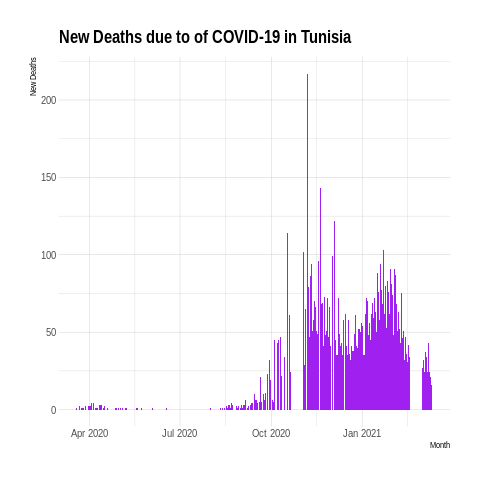 New Deaths due to of COVID-19 in Tunisia
New Deaths
200
150
100
50
0
Apr 2020 Jul 2020 Oct 2020 Jan 2021
Month